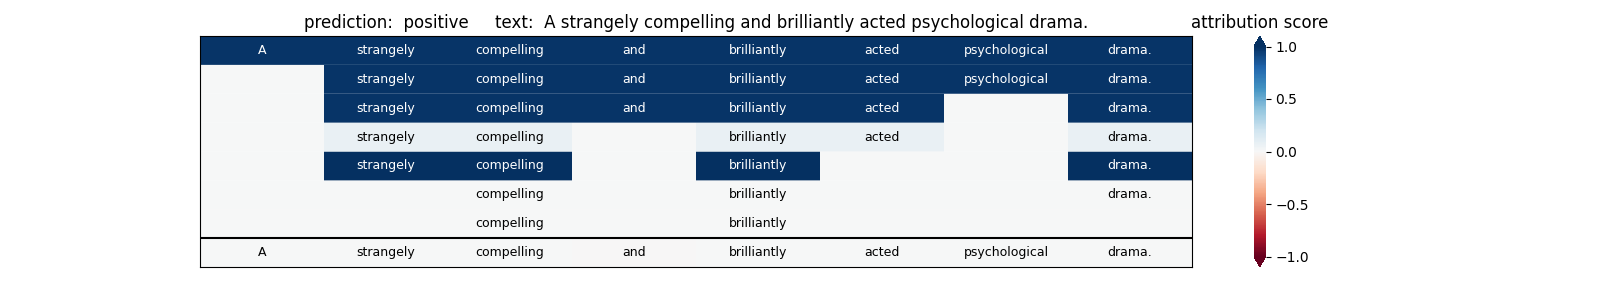 prediction:  positive     text:  A strangely compelling and brilliantly acted psychological drama.     attribution score
A strangely compelling and brilliantly acted psychological drama.
strangely compelling and brilliantly acted psychological drama.
strangely compelling and brilliantly acted drama.
strangely compelling brilliantly acted drama.
strangely compelling brilliantly drama.
compelling brilliantly drama.
compelling brilliantly
A strangely compelling and brilliantly acted psychological drama.
1.0
0.5
0.0
−0.5
−1.0